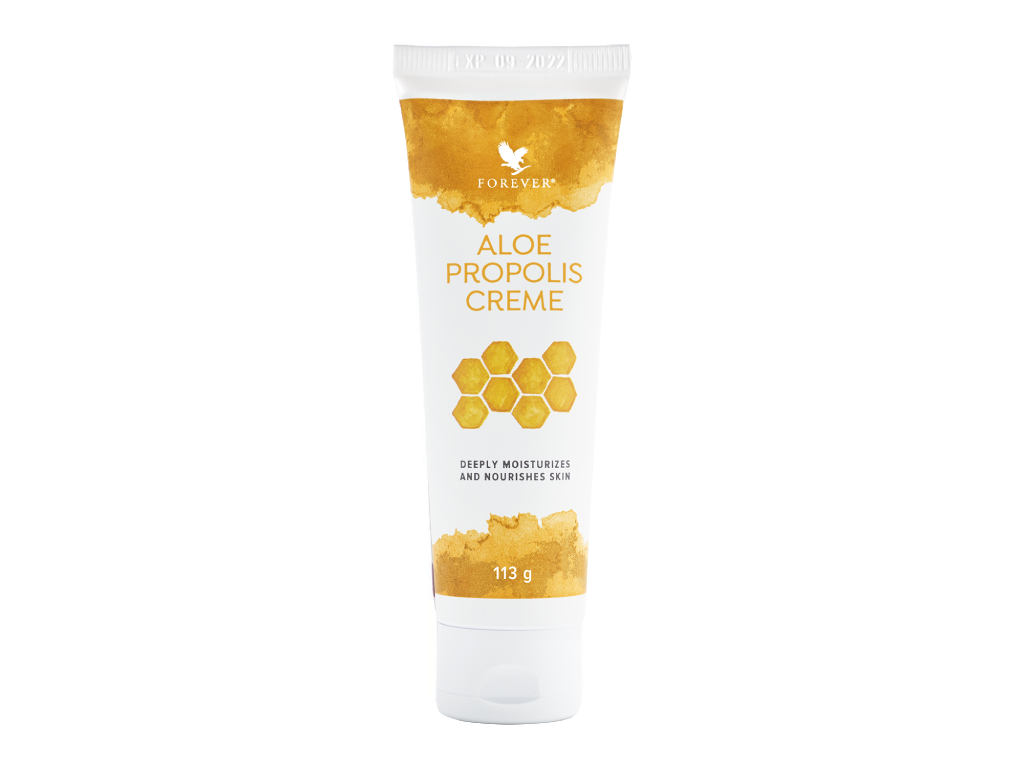 EXP 09 2022
FOREVER®
ALOE
PROPOLIS
CREME
DEEPLY MOISTURIZES
AND NOURISHES SKIN
113 g